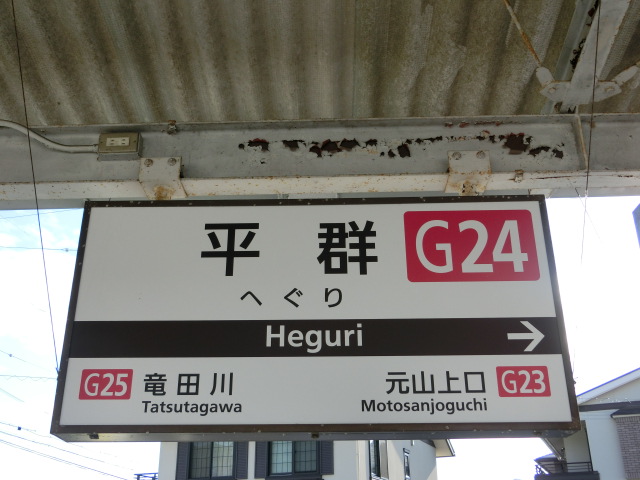 平群 G24
へぐり
Heguri →
G25 竜田川 元山上口 G23
Tatsutagawa Motosanjoguchi